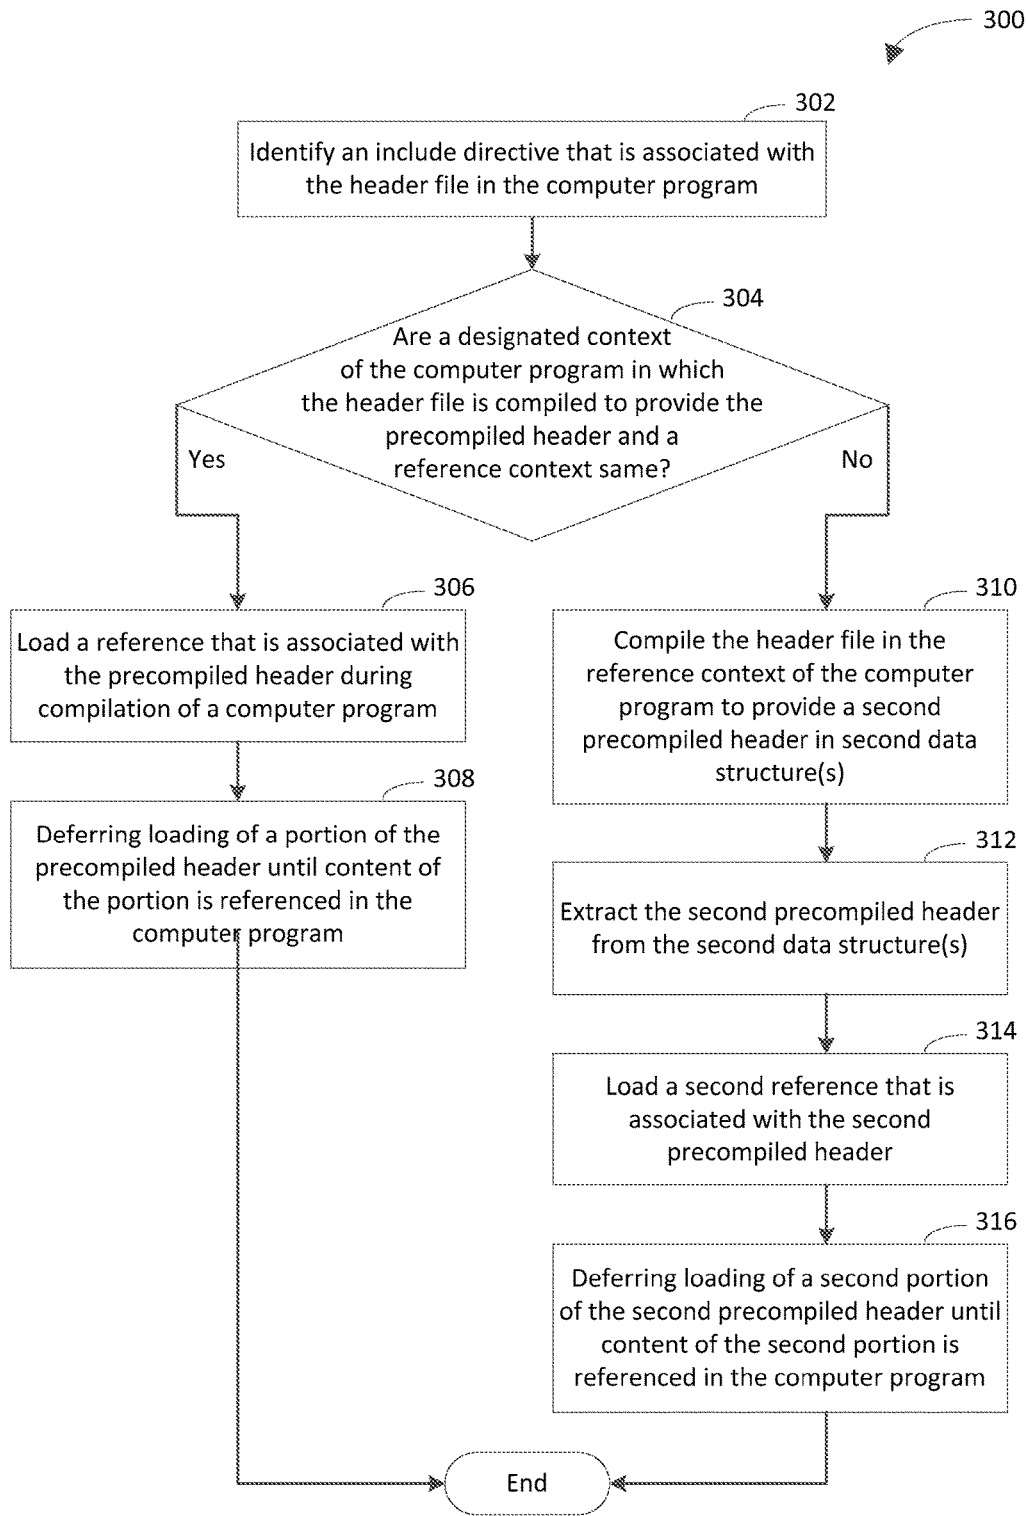 300
302
Identify an include directive that is associated with
the header file in the computer program
304
Are a designated context
of the computer program in which
the header file is compiled to provide the
precompiled header and a
reference context same?
Yes
No
306
Load a reference that is associated with
the precompiled header during
compilation of a computer program
308
Deferring loading of a portion of the
precompiled header until content of
the portion is referenced in the
computer program
310
Compile the header file in the
reference context of the computer
program to provide a second
precompiled header in second data
structure(s)
312
Extract the second precompiled header
from the second data structure(s)
314
Load a second reference that is
associated with the second
precompiled header
316
Deferring loading of a second portion
of the second precompiled header until
content of the second portion is
referenced in the computer program
End